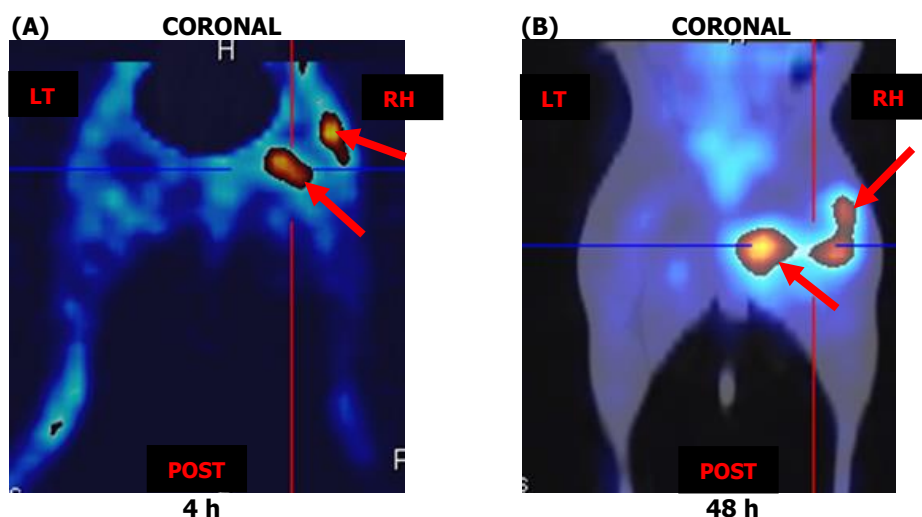 (A) CORONAL
H
LT
RH
POST
4 h
(B) CORONAL
LT
RH
POST
48 h